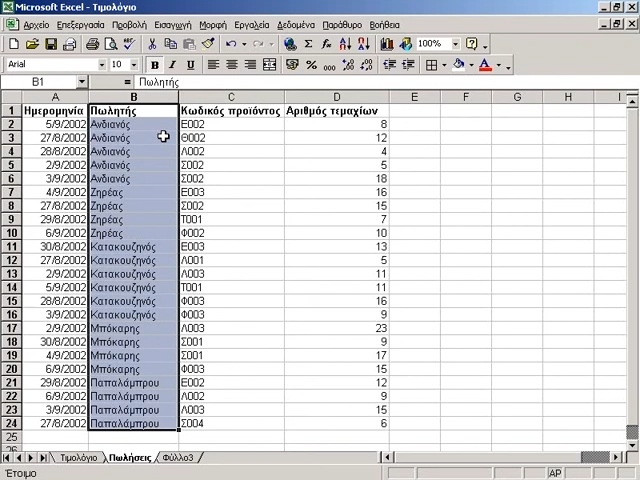 Microsoft Excel - Τιμολόγιο
Αρχείο Επεξεργασία Προβολή Εισαγωγή Μορφή Εργαλεία Δεδομένα Παράθυρο Βοήθεια
100%
Arial 10 B I U
B1 = Πωλητής
A B C D E F G H I
1 Ημερομηνία Πωλητής Κωδικός προϊόντος Αριθμός τεμαχίων
2 5/9/2002 Ανδιανός Ε002 8
3 27/8/2002 Ανδιανός Θ002 12
4 28/8/2002 Ανδιανός Λ002 4
5 2/9/2002 Ανδιανός Σ002 5
6 3/9/2002 Ανδιανός Σ002 18
7 4/9/2002 Ζηρέας Ε003 16
8 27/8/2002 Ζηρέας Σ002 15
9 29/8/2002 Ζηρέας Τ001 7
10 6/9/2002 Ζηρέας Φ002 10
11 30/8/2002 Κατακουζηνός Ε003 13
12 27/8/2002 Κατακουζηνός Λ001 5
13 2/9/2002 Κατακουζηνός Λ003 11
14 5/9/2002 Κατακουζηνός Τ001 11
15 28/8/2002 Κατακουζηνός Φ003 16
16 3/9/2002 Κατακουζηνός Φ003 9
17 2/9/2002 Μπόκαρης Λ003 23
18 30/8/2002 Μπόκαρης Σ001 9
19 4/9/2002 Μπόκαρης Σ001 17
20 6/9/2002 Μπόκαρης Φ003 15
21 29/8/2002 Παπαλάμπρου Ε002 12
22 6/9/2002 Παπαλάμπρου Λ002 9
23 3/9/2002 Παπαλάμπρου Λ003 15
24 27/8/2002 Παπαλάμπρου Σ004 6
25
Τιμολόγιο Πωλήσεις Φύλλο3
Έτοιμο ΑΡ